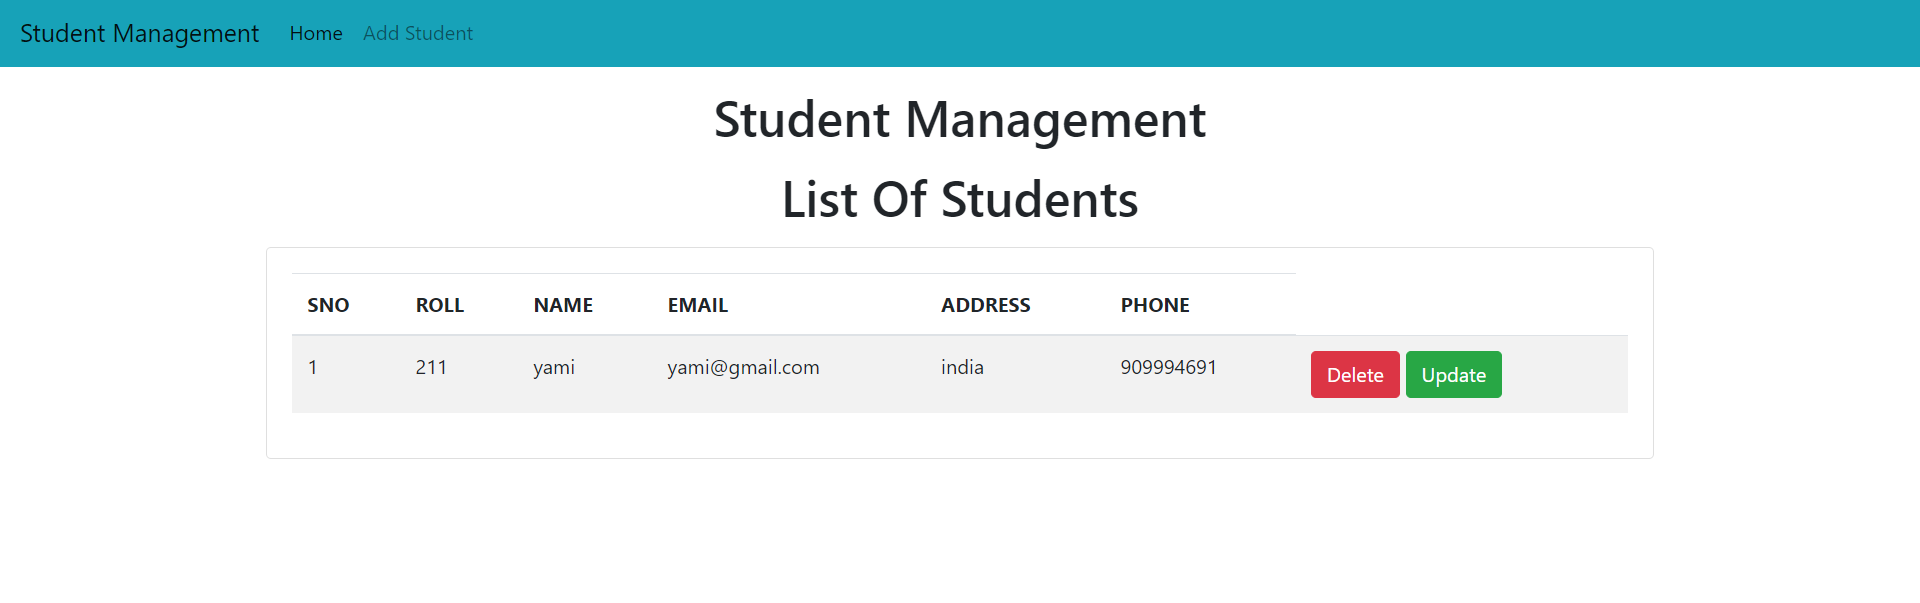 Student Management Home Add Student
Student Management
List Of Students
SNO ROLL NAME EMAIL ADDRESS PHONE
1 211 yami yami@gmail.com india 909994691 Delete Update